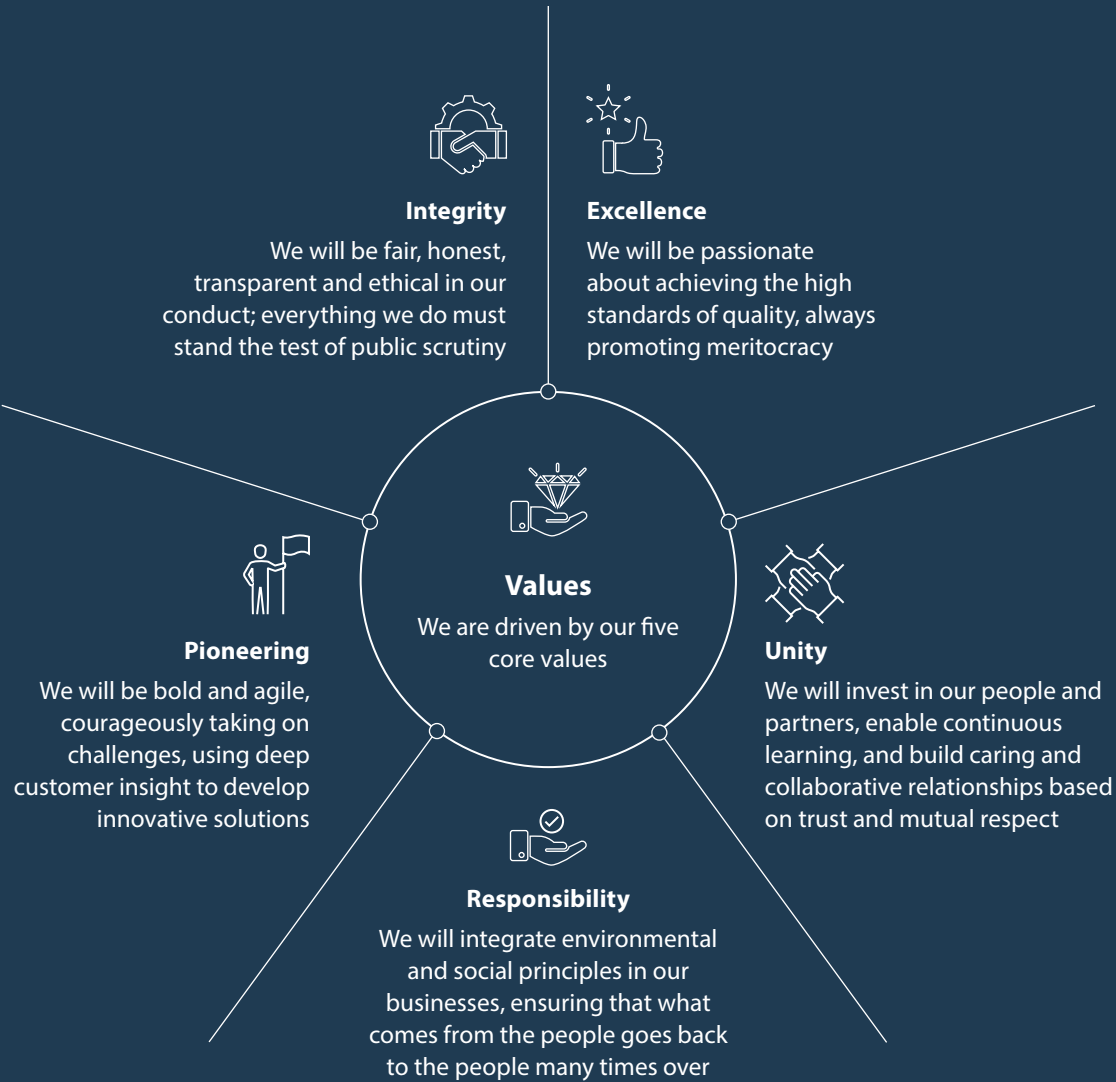 Integrity
We will be fair, honest,
transparent and ethical in our
conduct; everything we do must
stand the test of public scrutiny
Excellence
We will be passionate
about achieving the high
standards of quality, always
promoting meritocracy
Values
We are driven by our five
core values
Pioneering
We will be bold and agile,
courageously taking on
challenges, using deep
customer insight to develop
innovative solutions
Unity
We will invest in our people and
partners, enable continuous
learning, and build caring and
collaborative relationships based
on trust and mutual respect
Responsibility
We will integrate environmental
and social principles in our
businesses, ensuring that what
comes from the people goes back
to the people many times over